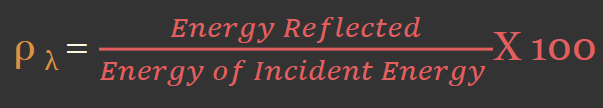 ρ λ = Energy Reflected / Energy of Incident Energy X 100